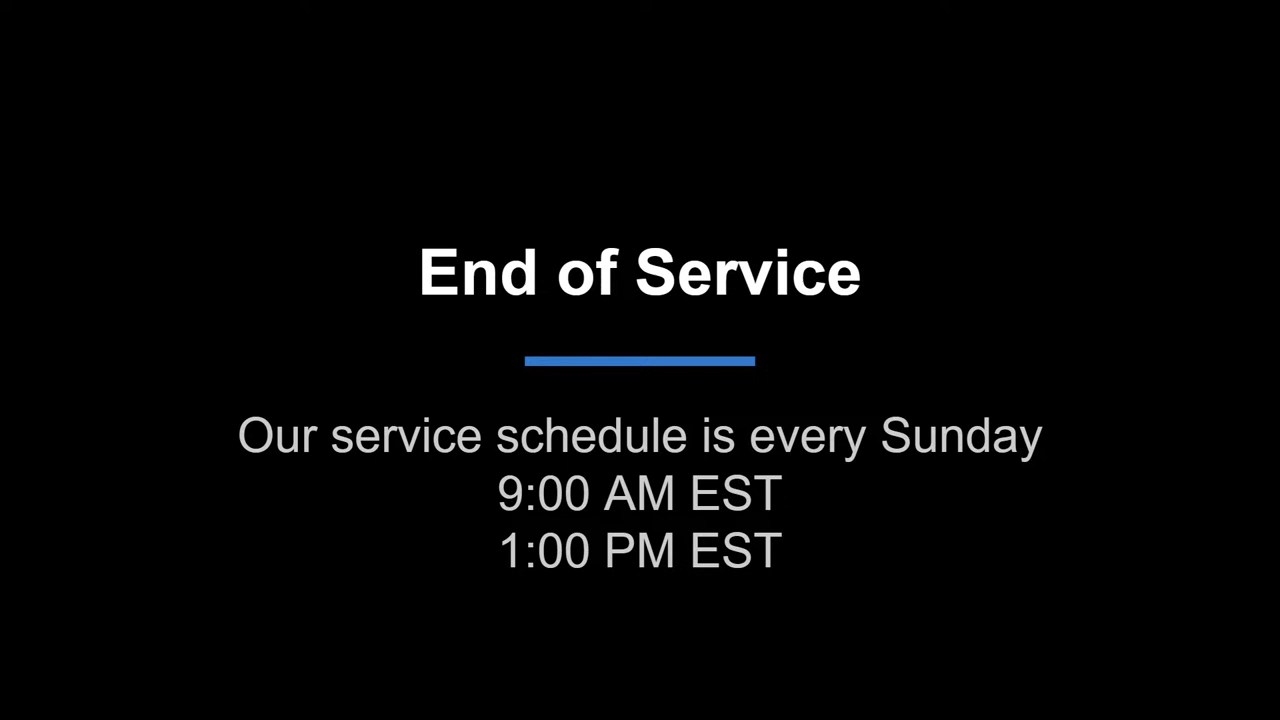 End of Service
Our service schedule is every Sunday
9:00 AM EST
1:00 PM EST